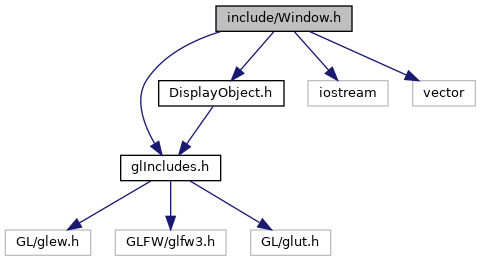 include/Window.h
DisplayObject.h
iostream
vector
glIncludes.h
GL/glew.h
GLFW/glfw3.h
GL/glut.h